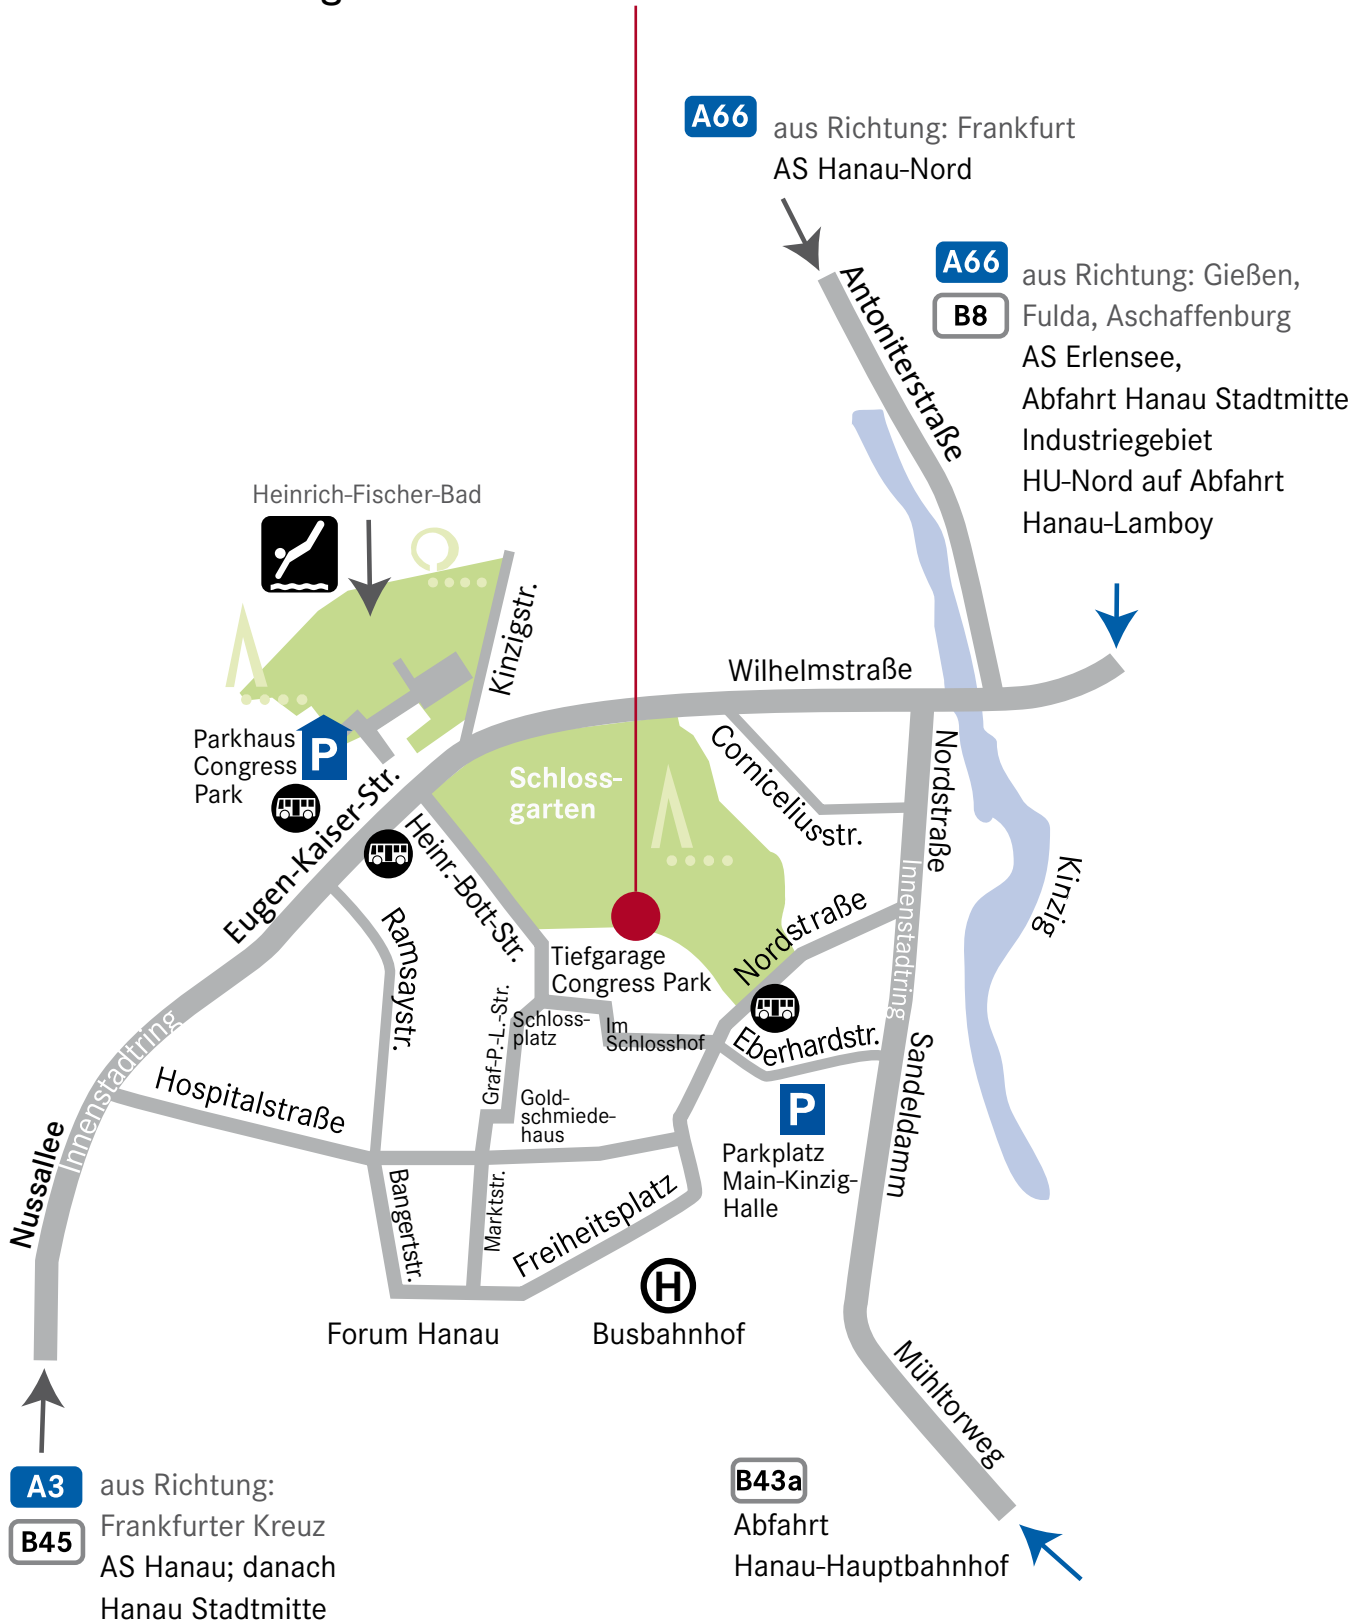 A66
aus Richtung: Frankfurt
AS Hanau-Nord
A66
B8
aus Richtung: Gießen,
Fulda, Aschaffenburg
AS Erlensee,
Abfahrt Hanau Stadtmitte
Industriegebiet
HU-Nord auf Abfahrt
Hanau-Lamboy
Antoniterstraße
Heinrich-Fischer-Bad
Kinzigstr.
Wilhelmstraße
Parkhaus
Congress
Park
P
Schloss-
garten
Corniceliusstr.
Nordstraße
Eugen-Kaiser-Str.
Heinr.-Bott-Str.
Innenstadtring
Kinzig
Ramsaystr.
Nordstraße
Tiefgarage
Congress Park
Graf-P.-L.-Str.
Schloss-
platz
Im
Schlosshof
Eberhardstr.
Sandeldamm
Innenstadtring
Hospitalstraße
Gold-
schmiede-
haus
P
Parkplatz
Main-Kinzig-
Halle
Nussallee
Bangertstr.
Marktstr.
Freiheitsplatz
H
Forum Hanau
Busbahnhof
Mühltorweg
A3
B45
aus Richtung:
Frankfurter Kreuz
AS Hanau; danach
Hanau Stadtmitte
B43a
Abfahrt
Hanau-Hauptbahnhof